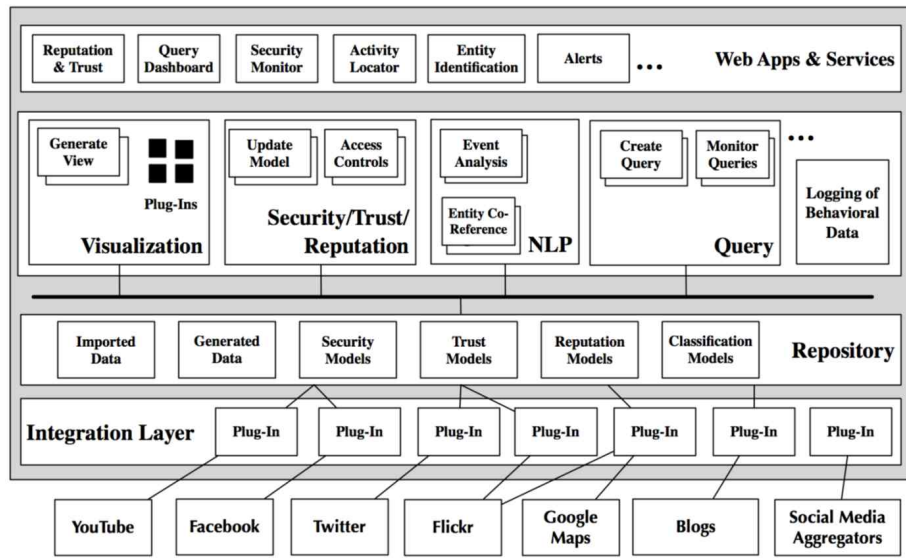 Reputation
& Trust
Query
Dashboard
Security
Monitor
Activity
Locator
Entity
Identification
Alerts
...
Web Apps & Services
Generate
View
Plug-Ins
Visualization
Update
Model
Access
Controls
Security/Trust/
Reputation
Event
Analysis
Entity Co-
Reference
NLP
Create
Query
Monitor
Queries
Query
...
Logging of
Behavioral
Data
Imported
Data
Generated
Data
Security
Models
Trust
Models
Reputation
Models
Classification
Models
Repository
Integration Layer
Plug-In
Plug-In
Plug-In
Plug-In
Plug-In
Plug-In
Plug-In
YouTube
Facebook
Twitter
Flickr
Google
Maps
Blogs
Social Media
Aggregators